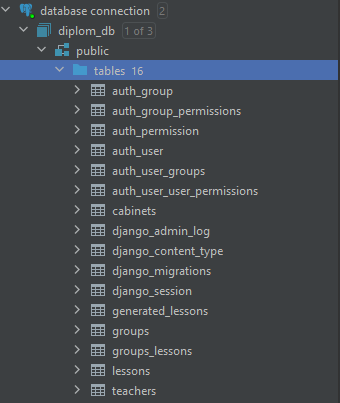 database connection 2
diplom_db 1 of 3
public
tables 16
auth_group
auth_group_permissions
auth_permission
auth_user
auth_user_groups
auth_user_user_permissions
cabinets
django_admin_log
django_content_type
django_migrations
django_session
generated_lessons
groups
groups_lessons
lessons
teachers